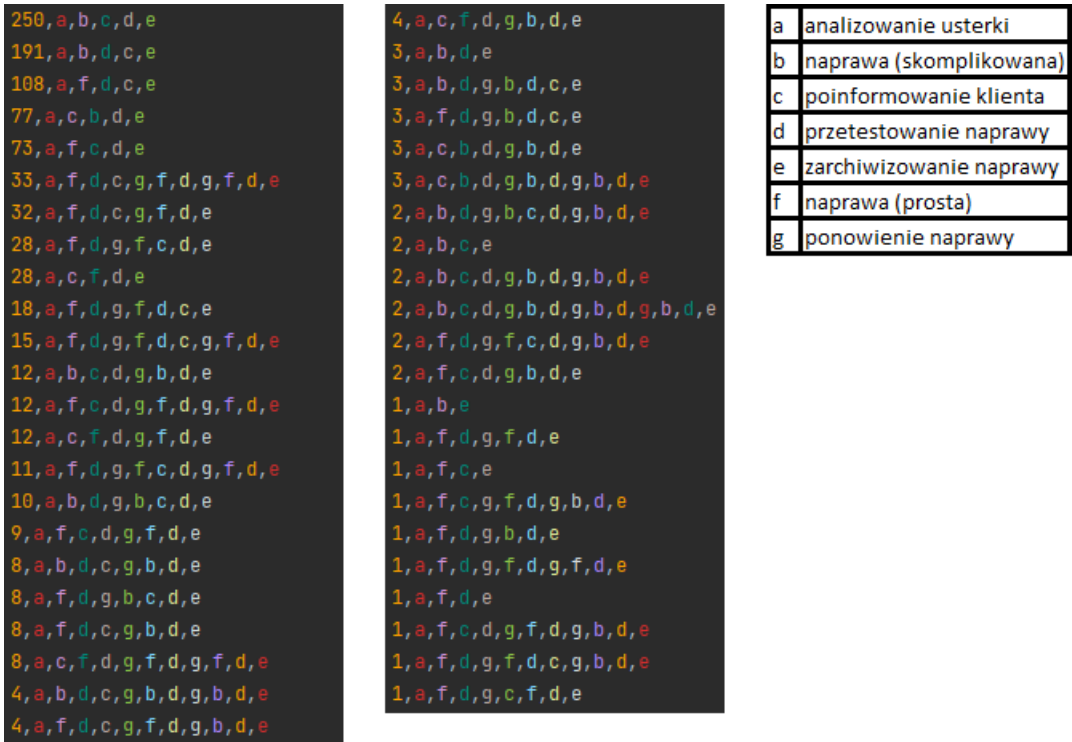 250,a,b,c,d,e
191,a,b,d,c,e
108,a,f,d,c,e
77,a,c,b,d,e
73,a,f,c,d,e
33,a,f,d,c,g,f,d,g,f,d,e
32,a,f,d,c,g,f,d,e
28,a,f,d,g,f,c,d,e
28,a,c,f,d,e
18,a,f,d,g,f,d,c,e
15,a,f,d,g,f,d,c,g,f,d,e
12,a,b,c,d,g,b,d,e
12,a,f,c,d,g,f,d,g,f,d,e
12,a,c,f,d,g,f,d,e
11,a,f,d,g,f,c,d,g,f,d,e
10,a,b,d,g,b,c,d,e
9,a,f,c,d,g,f,d,e
8,a,b,d,c,g,b,d,e
8,a,f,d,g,b,c,d,e
8,a,f,d,c,g,b,d,e
8,a,c,f,d,g,f,d,g,f,d,e
4,a,b,d,c,g,b,d,g,b,d,e
4,a,f,d,c,g,f,d,g,b,d,e
4,a,c,f,d,g,b,d,e
3,a,b,d,e
3,a,b,d,g,b,d,c,e
3,a,f,d,g,b,d,c,e
3,a,c,b,d,g,b,d,e
3,a,c,b,d,g,b,d,g,b,d,e
2,a,b,d,g,b,c,d,g,b,d,e
2,a,b,c,e
2,a,b,c,d,g,b,d,g,b,d,e
2,a,b,c,d,g,b,d,g,b,d,g,b,d,e
2,a,f,d,g,f,c,d,g,b,d,e
2,a,f,c,d,g,b,d,e
1,a,b,e
1,a,f,d,g,f,d,e
1,a,f,c,e
1,a,f,c,g,f,d,g,b,d,e
1,a,f,d,g,b,d,e
1,a,f,d,g,f,d,g,f,d,e
1,a,f,d,e
1,a,f,c,d,g,f,d,g,b,d,e
1,a,f,d,g,f,d,c,g,b,d,e
1,a,f,d,g,c,f,d,e
a analizowanie usterki
b naprawa (skomplikowana)
c poinformowanie klienta
d przetestowanie naprawy
e zarchiwizowanie naprawy
f naprawa (prosta)
g ponowienie naprawy